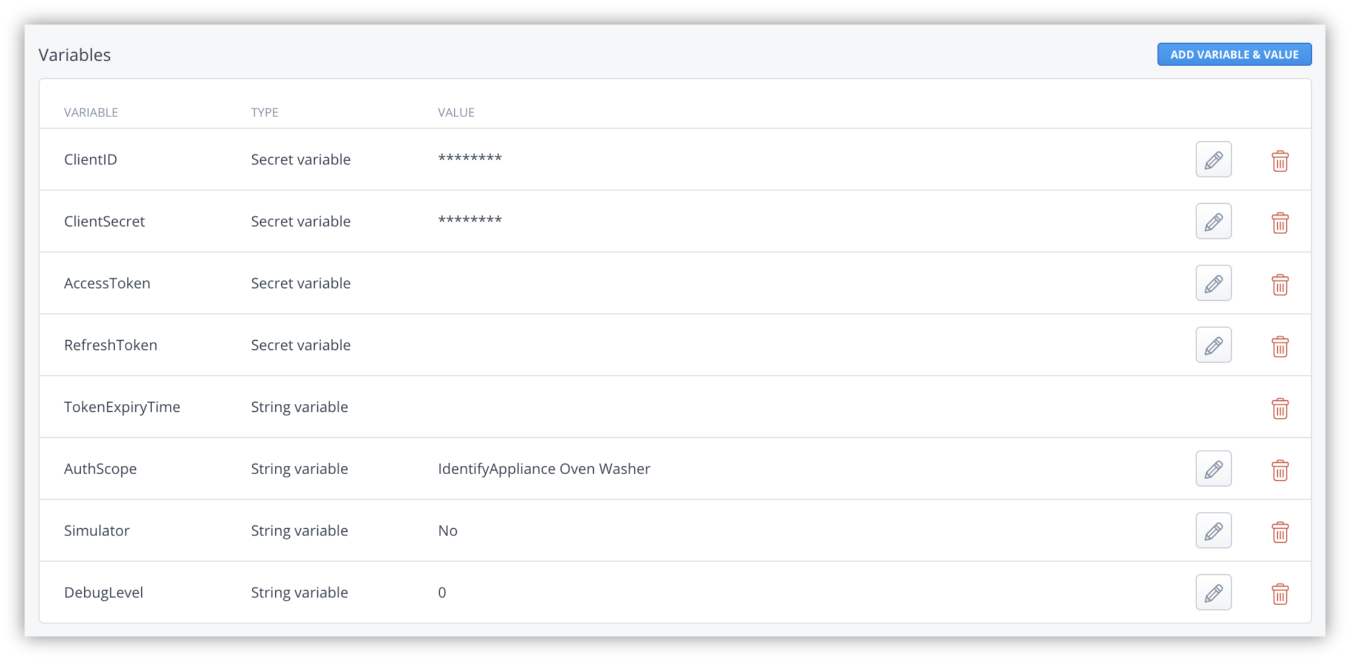 Variables
ADD VARIABLE & VALUE
VARIABLE TYPE VALUE
ClientID Secret variable ********
ClientSecret Secret variable ********
AccessToken Secret variable
RefreshToken Secret variable
TokenExpiryTime String variable
AuthScope String variable IdentifyAppliance Oven Washer
Simulator String variable No
DebugLevel String variable 0